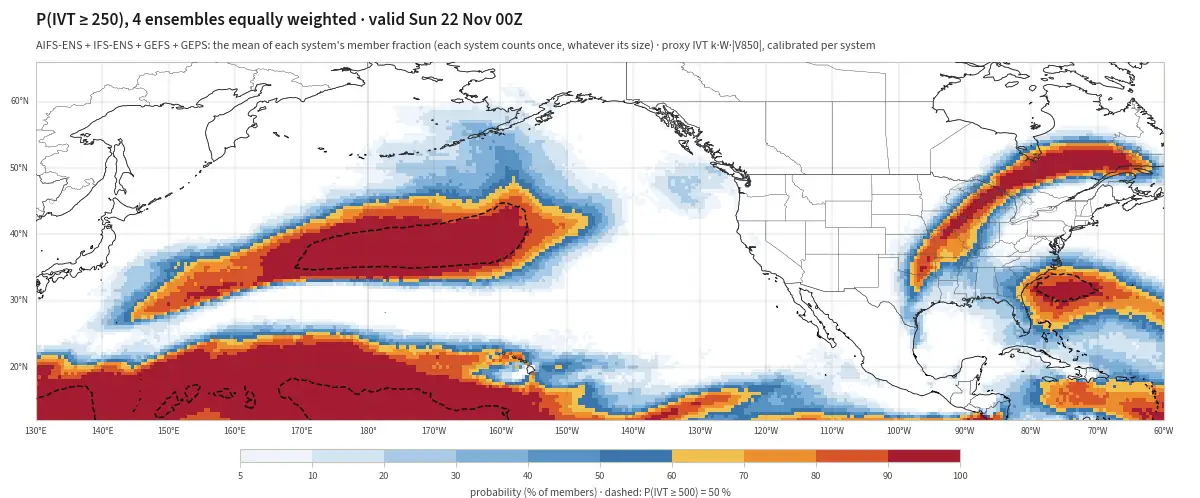 P(IVT ≥ 250), 4 ensembles equally weighted · valid Sun 22 Nov 00Z
AIFS-ENS + IFS-ENS + GEFS + GEPS: the mean of each system's member fraction (each system counts once, whatever its size) · proxy IVT k·W·|V850|, calibrated per system
60°N
50°N
40°N
30°N
20°N
130°E 140°E 150°E 160°E 170°E 180° 170°W 160°W 150°W 140°W 130°W 120°W 110°W 100°W 90°W 80°W 70°W 60°W
5 10 20 30 40 50 60 70 80 90 100
probability (% of members) · dashed: P(IVT ≥ 500) = 50 %